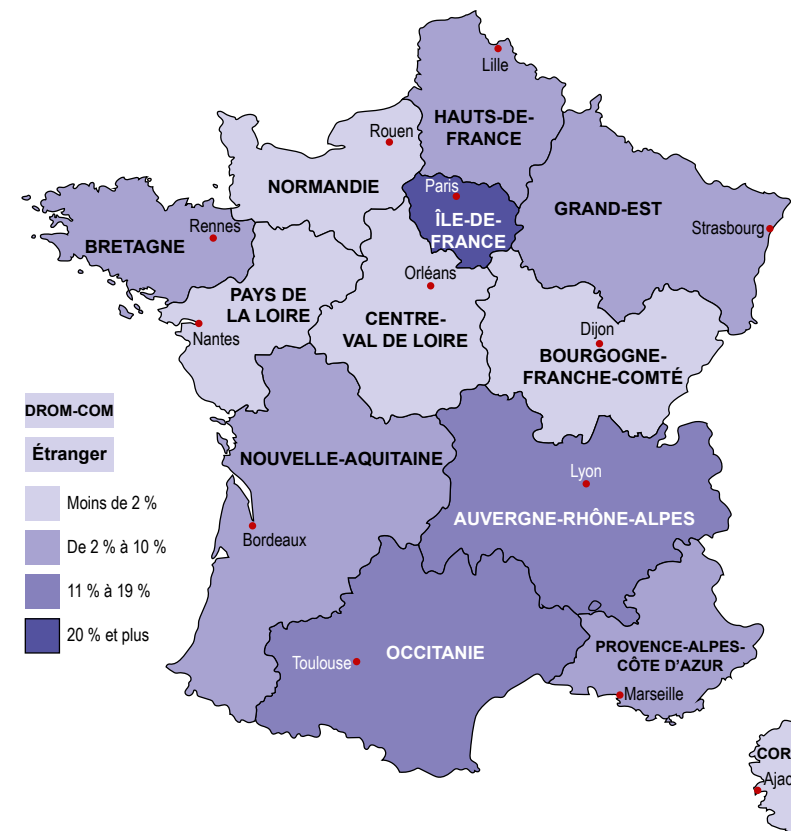 Lille
HAUTS-DE-
FRANCE
Rouen
NORMANDIE
Paris
ÎLE-DE-
FRANCE
GRAND-EST
Strasbourg
Rennes
BRETAGNE
Orléans
PAYS DE
LA LOIRE
CENTRE-
VAL DE LOIRE
Nantes
Dijon
BOURGOGNE-
FRANCHE-COMTÉ
DROM-COM
Étranger
Moins de 2 %
De 2 % à 10 %
11 % à 19 %
20 % et plus
NOUVELLE-AQUITAINE
Bordeaux
Lyon
AUVERGNE-RHÔNE-ALPES
Toulouse
OCCITANIE
PROVENCE-ALPES-
CÔTE D'AZUR
Marseille
COR
Ajac